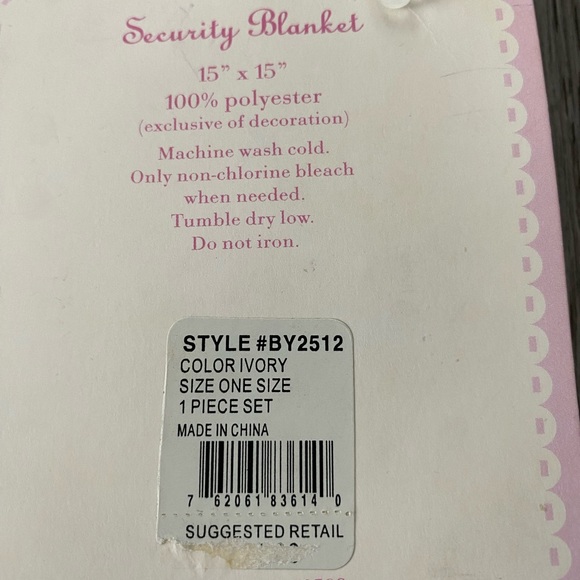 Security Blanket
15" x 15"
100% polyester
(exclusive of decoration)
Machine wash cold.
Only non-chlorine bleach
when needed.
Tumble dry low.
Do not iron.
STYLE #BY2512
COLOR IVORY
SIZE ONE SIZE
1 PIECE SET
MADE IN CHINA
7 62061 83614 0
SUGGESTED RETAIL